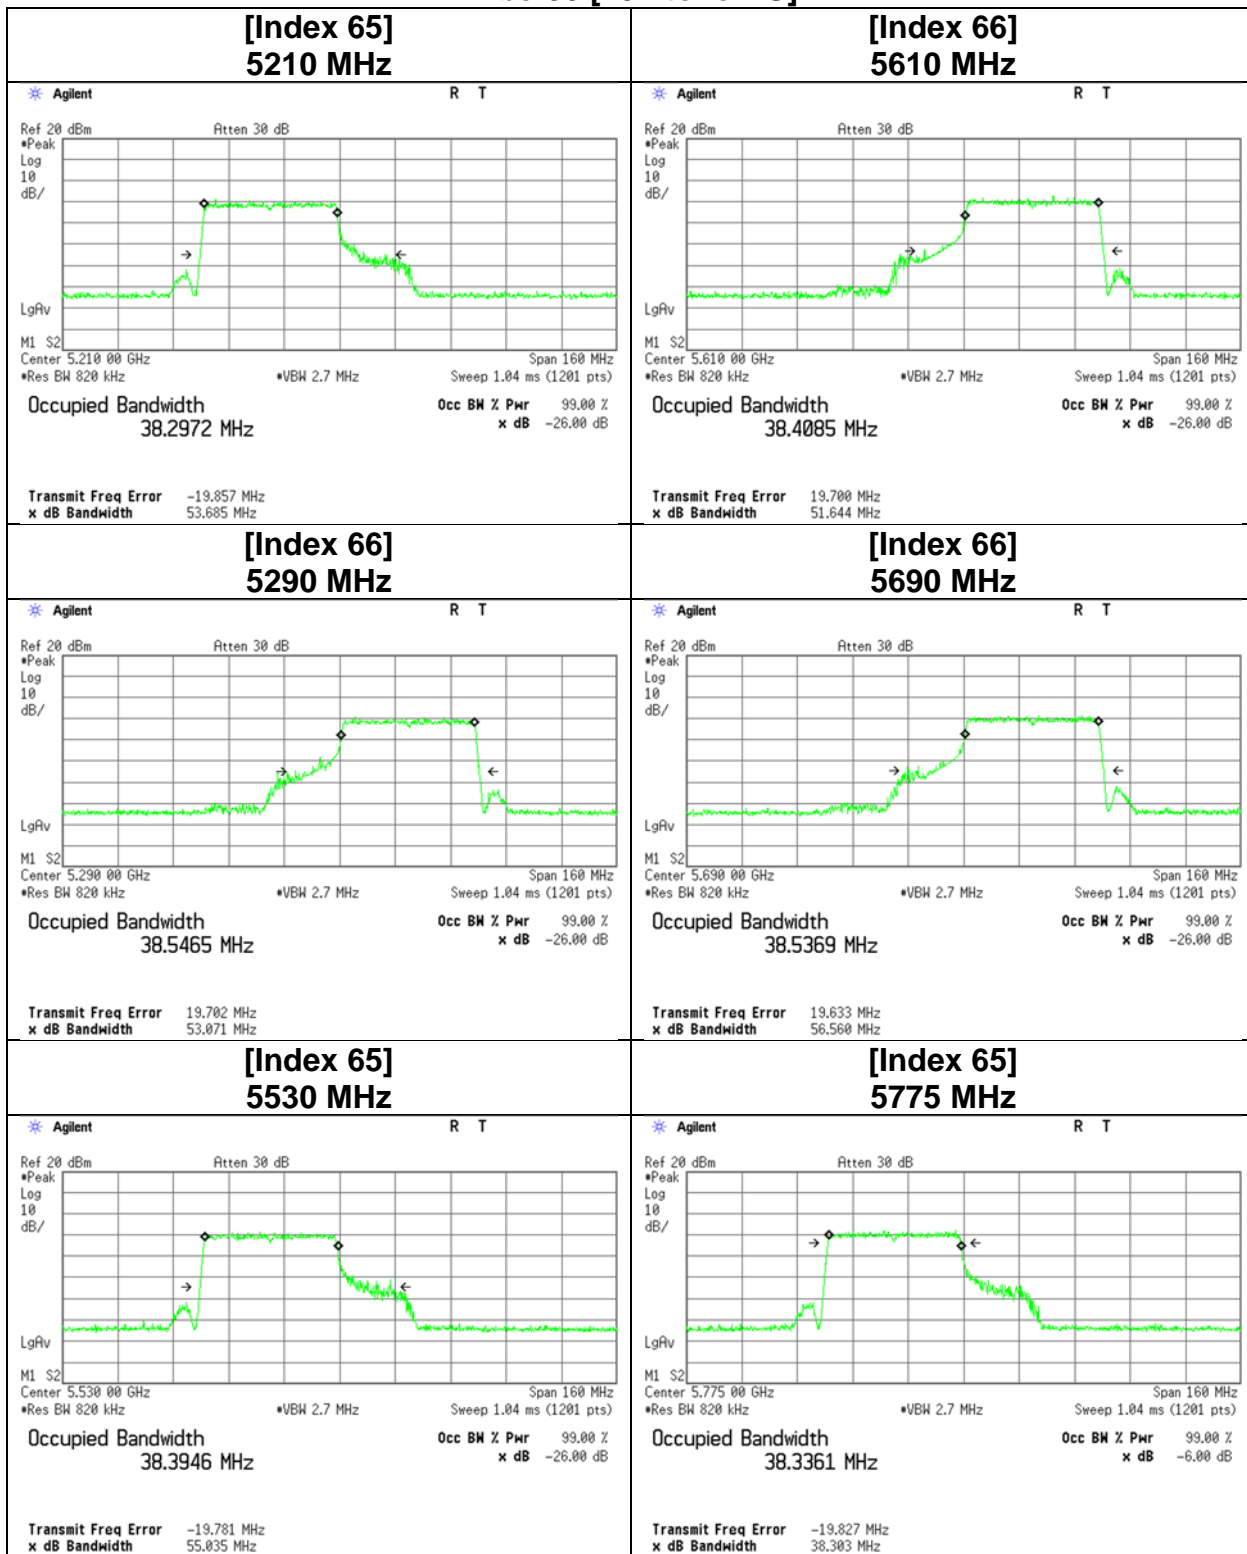 [Index 65]
5210 MHz
Agilent R T
Ref 20 dBm Atten 30 dB
*Peak
Log
10
dB/
LgAv
M1 S2
Center 5.210 00 GHz Span 160 MHz
*Res BW 820 kHz *VBW 2.7 MHz Sweep 1.04 ms (1201 pts)
Occupied Bandwidth Occ BW % Pwr 99.00 %
38.2972 MHz x dB -26.00 dB
Transmit Freq Error -19.857 MHz
x dB Bandwidth 53.685 MHz
[Index 66]
5610 MHz
Agilent R T
Ref 20 dBm Atten 30 dB
*Peak
Log
10
dB/
LgAv
M1 S2
Center 5.610 00 GHz Span 160 MHz
*Res BW 820 kHz *VBW 2.7 MHz Sweep 1.04 ms (1201 pts)
Occupied Bandwidth Occ BW % Pwr 99.00 %
38.4085 MHz x dB -26.00 dB
Transmit Freq Error 19.700 MHz
x dB Bandwidth 51.644 MHz
[Index 66]
5290 MHz
Agilent R T
Ref 20 dBm Atten 30 dB
*Peak
Log
10
dB/
LgAv
M1 S2
Center 5.290 00 GHz Span 160 MHz
*Res BW 820 kHz *VBW 2.7 MHz Sweep 1.04 ms (1201 pts)
Occupied Bandwidth Occ BW % Pwr 99.00 %
38.5465 MHz x dB -26.00 dB
Transmit Freq Error 19.702 MHz
x dB Bandwidth 53.071 MHz
[Index 66]
5690 MHz
Agilent R T
Ref 20 dBm Atten 30 dB
*Peak
Log
10
dB/
LgAv
M1 S2
Center 5.690 00 GHz Span 160 MHz
*Res BW 820 kHz *VBW 2.7 MHz Sweep 1.04 ms (1201 pts)
Occupied Bandwidth Occ BW % Pwr 99.00 %
38.5369 MHz x dB -26.00 dB
Transmit Freq Error 19.633 MHz
x dB Bandwidth 56.560 MHz
[Index 65]
5530 MHz
Agilent R T
Ref 20 dBm Atten 30 dB
*Peak
Log
10
dB/
LgAv
M1 S2
Center 5.530 00 GHz Span 160 MHz
*Res BW 820 kHz *VBW 2.7 MHz Sweep 1.04 ms (1201 pts)
Occupied Bandwidth Occ BW % Pwr 99.00 %
38.3946 MHz x dB -26.00 dB
Transmit Freq Error -19.781 MHz
x dB Bandwidth 55.035 MHz
[Index 65]
5775 MHz
Agilent R T
Ref 20 dBm Atten 30 dB
*Peak
Log
10
dB/
LgAv
M1 S2
Center 5.775 00 GHz Span 160 MHz
*Res BW 820 kHz *VBW 2.7 MHz Sweep 1.04 ms (1201 pts)
Occupied Bandwidth Occ BW % Pwr 99.00 %
38.3361 MHz x dB -6.00 dB
Transmit Freq Error -19.827 MHz
x dB Bandwidth 38.303 MHz